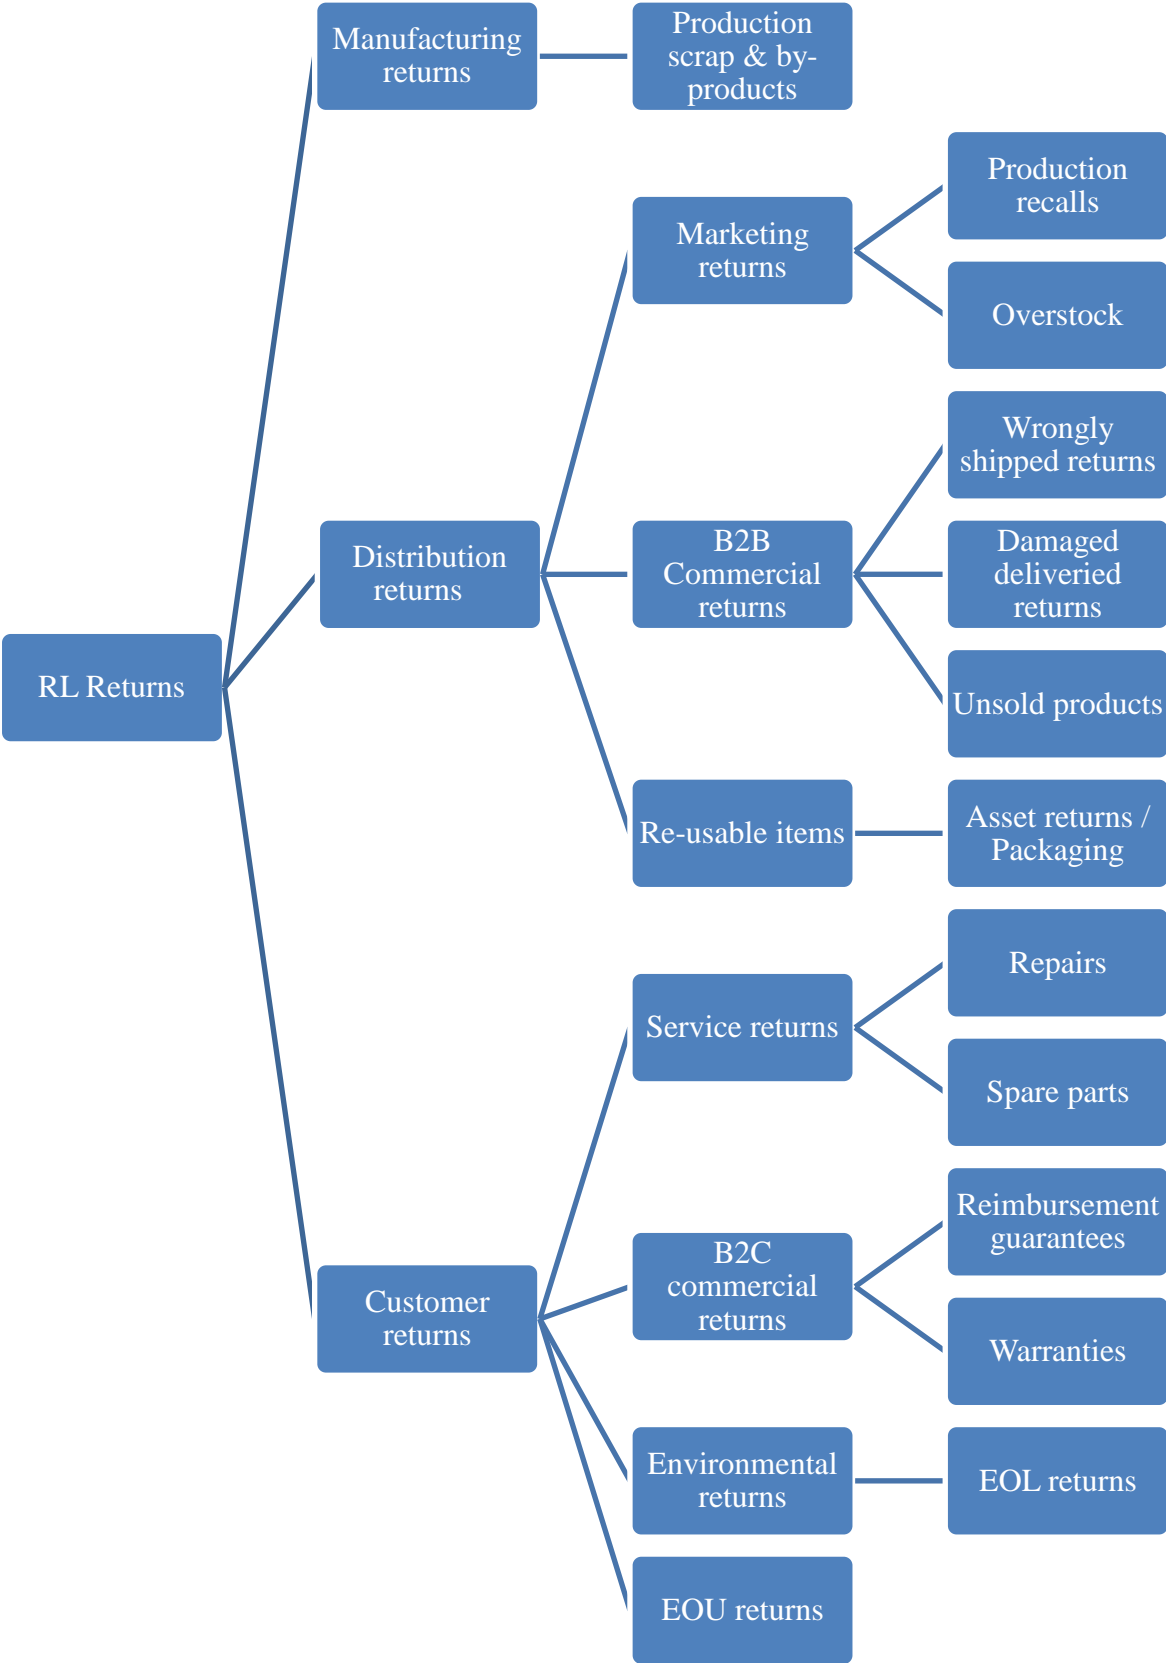 Manufacturing
returns
Production
scrap & by-
products
Production
recalls
Marketing
returns
Overstock
Wrongly
shipped returns
Distribution
returns
B2B
Commercial
returns
Damaged
deliveried
returns
RL Returns
Unsold products
Re-usable items
Asset returns /
Packaging
Repairs
Service returns
Spare parts
Reimbursement
guarantees
Customer
returns
B2C
commercial
returns
Warranties
Environmental
returns
EOL returns
EOU returns